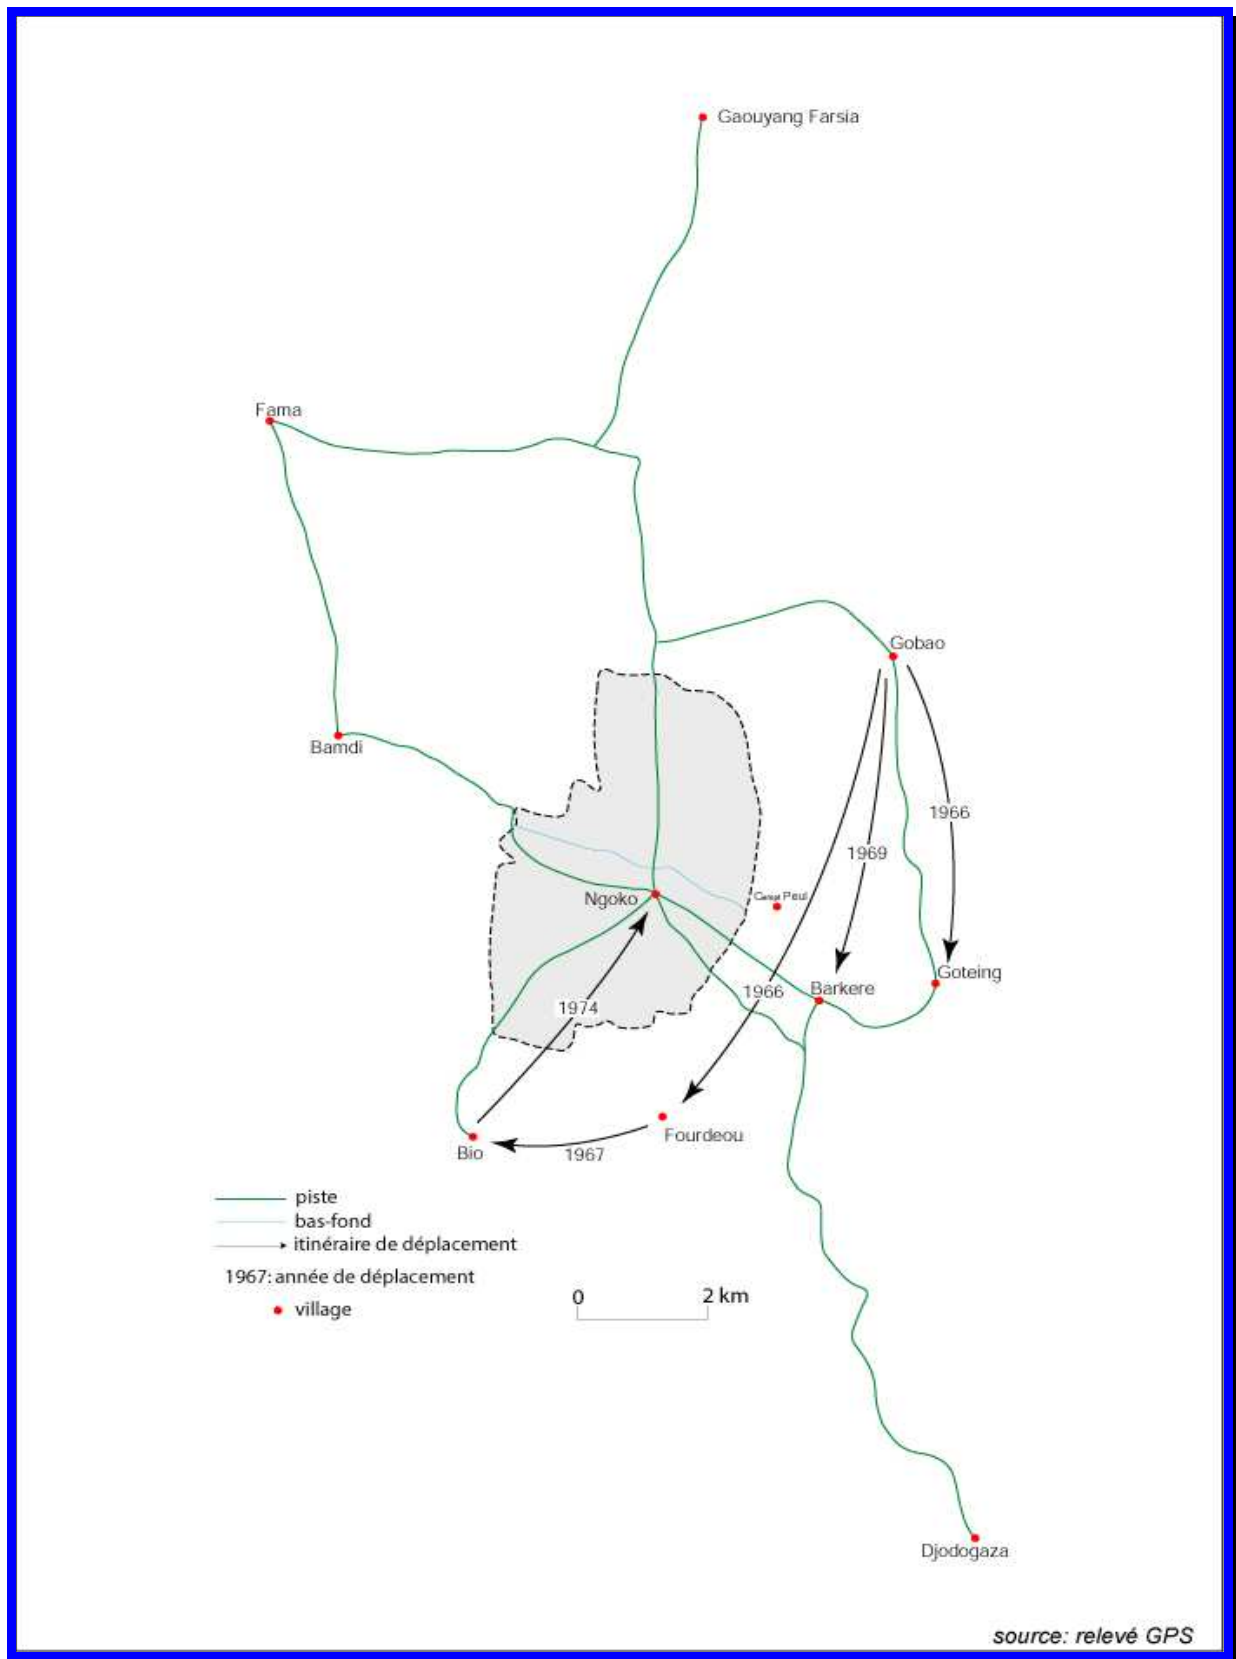 Gaouyang Farsia
Fama
Gobao
Bamdi
1966
1969
Ngoko
Peul
Goteing
Barkere
1966
1974
Fourdeou
Bio
1967
piste
bas-fond
itinéraire de déplacement
1967: année de déplacement
0 2 km
village
Djodogaza
source: relevé GPS